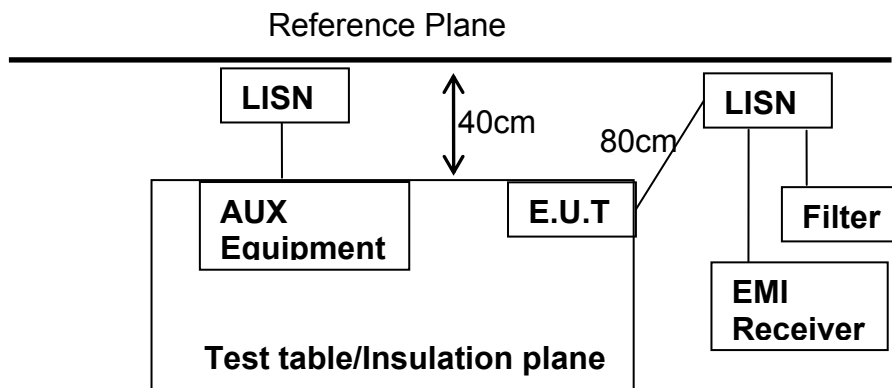 Reference Plane
LISN
40cm
80cm
LISN
AUX
Equipment
E.U.T
Filter
EMI
Receiver
Test table/Insulation plane